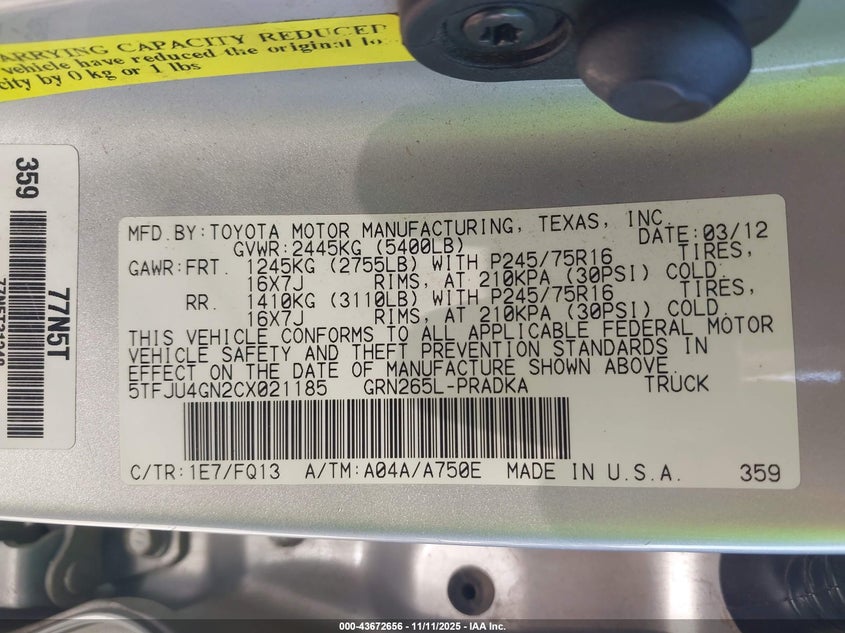 ARRYING CAPACITY REDUCED
vehicle have reduced the original lo
city by 0 kg or 1 lbs
359
77N5T
MFD.BY:TOYOTA MOTOR MANUFACTURING, TEXAS, INC.
GVWR:2445KG (5400LB) DATE:03/12
GAWR:FRT. 1245KG (2755LB) WITH P245/75R16 TIRES,
16X7J RIMS, AT 210KPA (30PSI) COLD.
RR. 1410KG (3110LB) WITH P245/75R16 TIRES,
16X7J RIMS, AT 210KPA (30PSI) COLD.
THIS VEHICLE CONFORMS TO ALL APPLICABLE FEDERAL MOTOR
VEHICLE SAFETY AND THEFT PREVENTION STANDARDS IN
EFFECT ON THE DATE OF MANUFACTURE SHOWN ABOVE.
5TFJU4GN2CX021185 GRN265L-PRADKA TRUCK
C/TR:1E7/FQ13 A/TM:A04A/A750E MADE IN U.S.A. 359
000-43672656 - 11/11/2025 - IAA Inc.